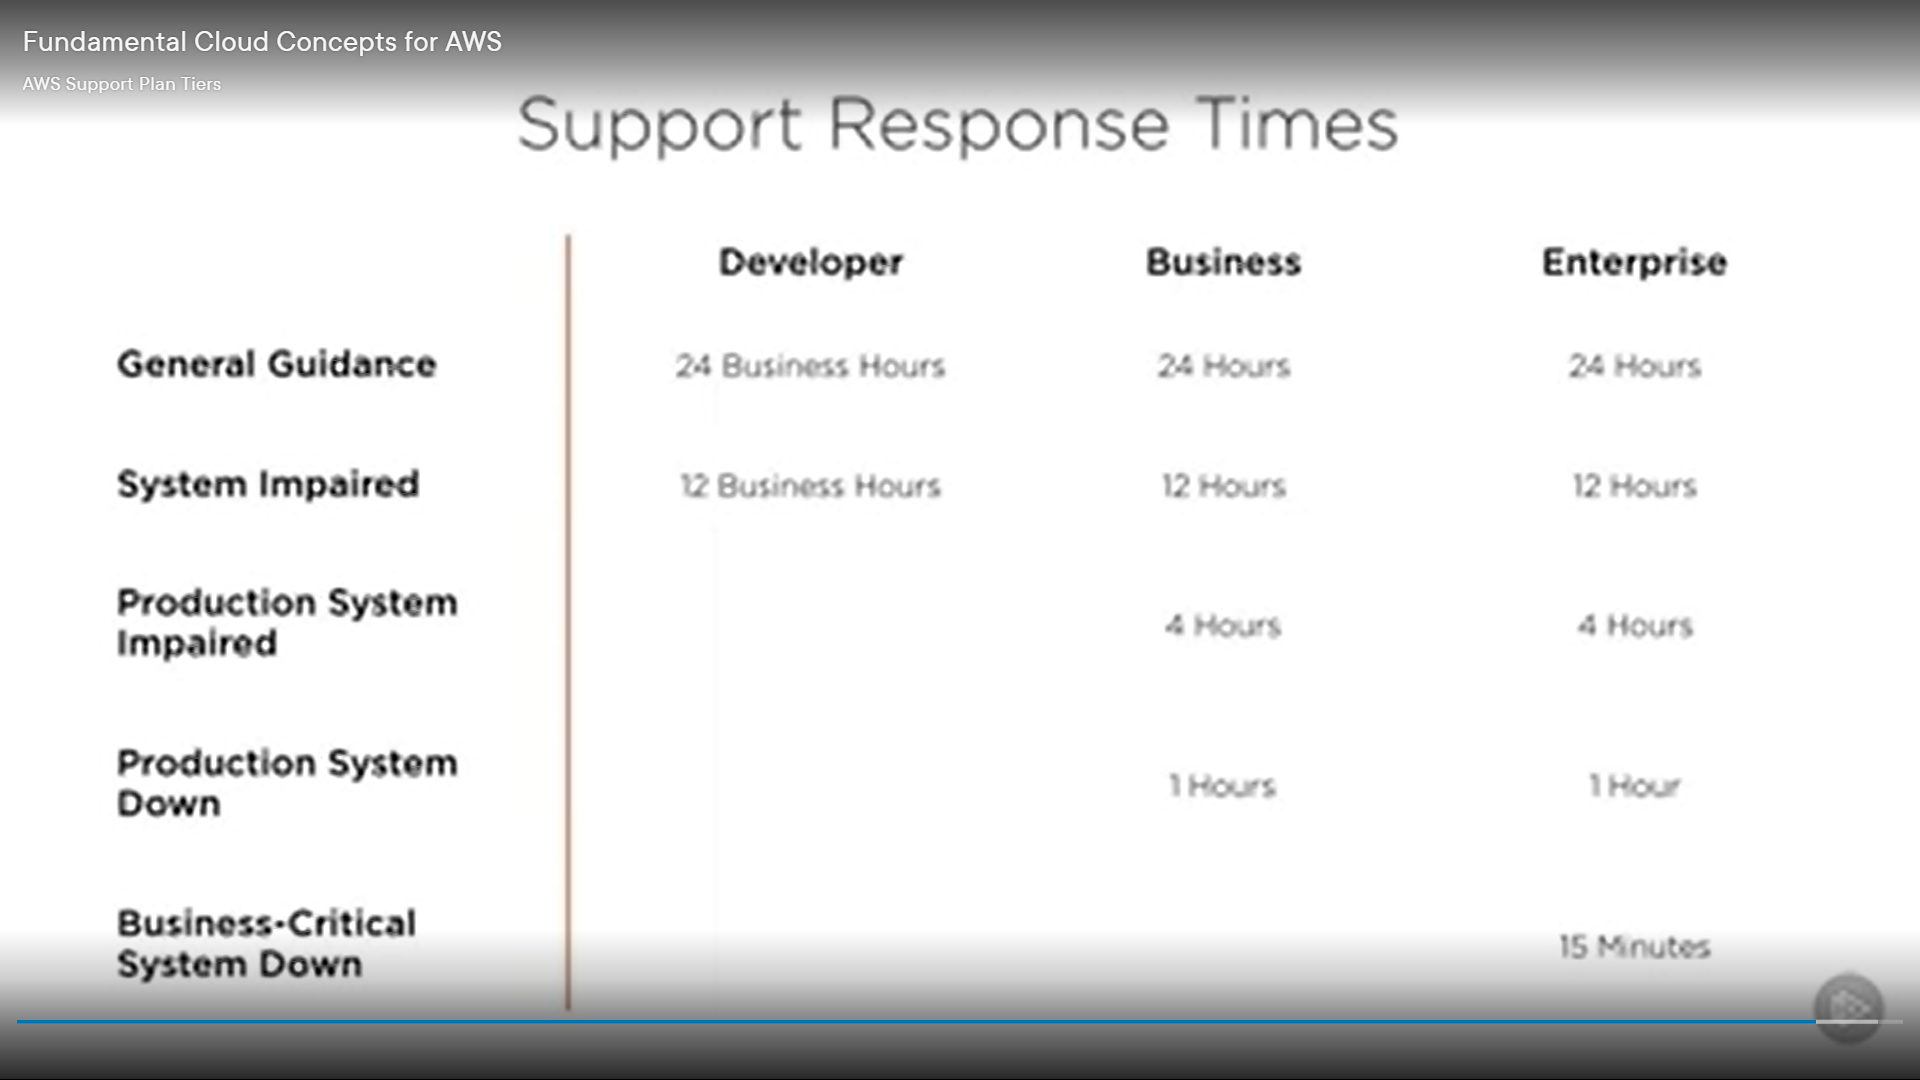 Fundamental Cloud Concepts for AWS
AWS Support Plan Tiers
Support Response Times
Developer Business Enterprise
General Guidance 24 Business Hours 24 Hours 24 Hours
System Impaired 12 Business Hours 12 Hours 12 Hours
Production System
Impaired
4 Hours 4 Hours
Production System
Down
1 Hours 1 Hour
Business-Critical
System Down
15 Minutes